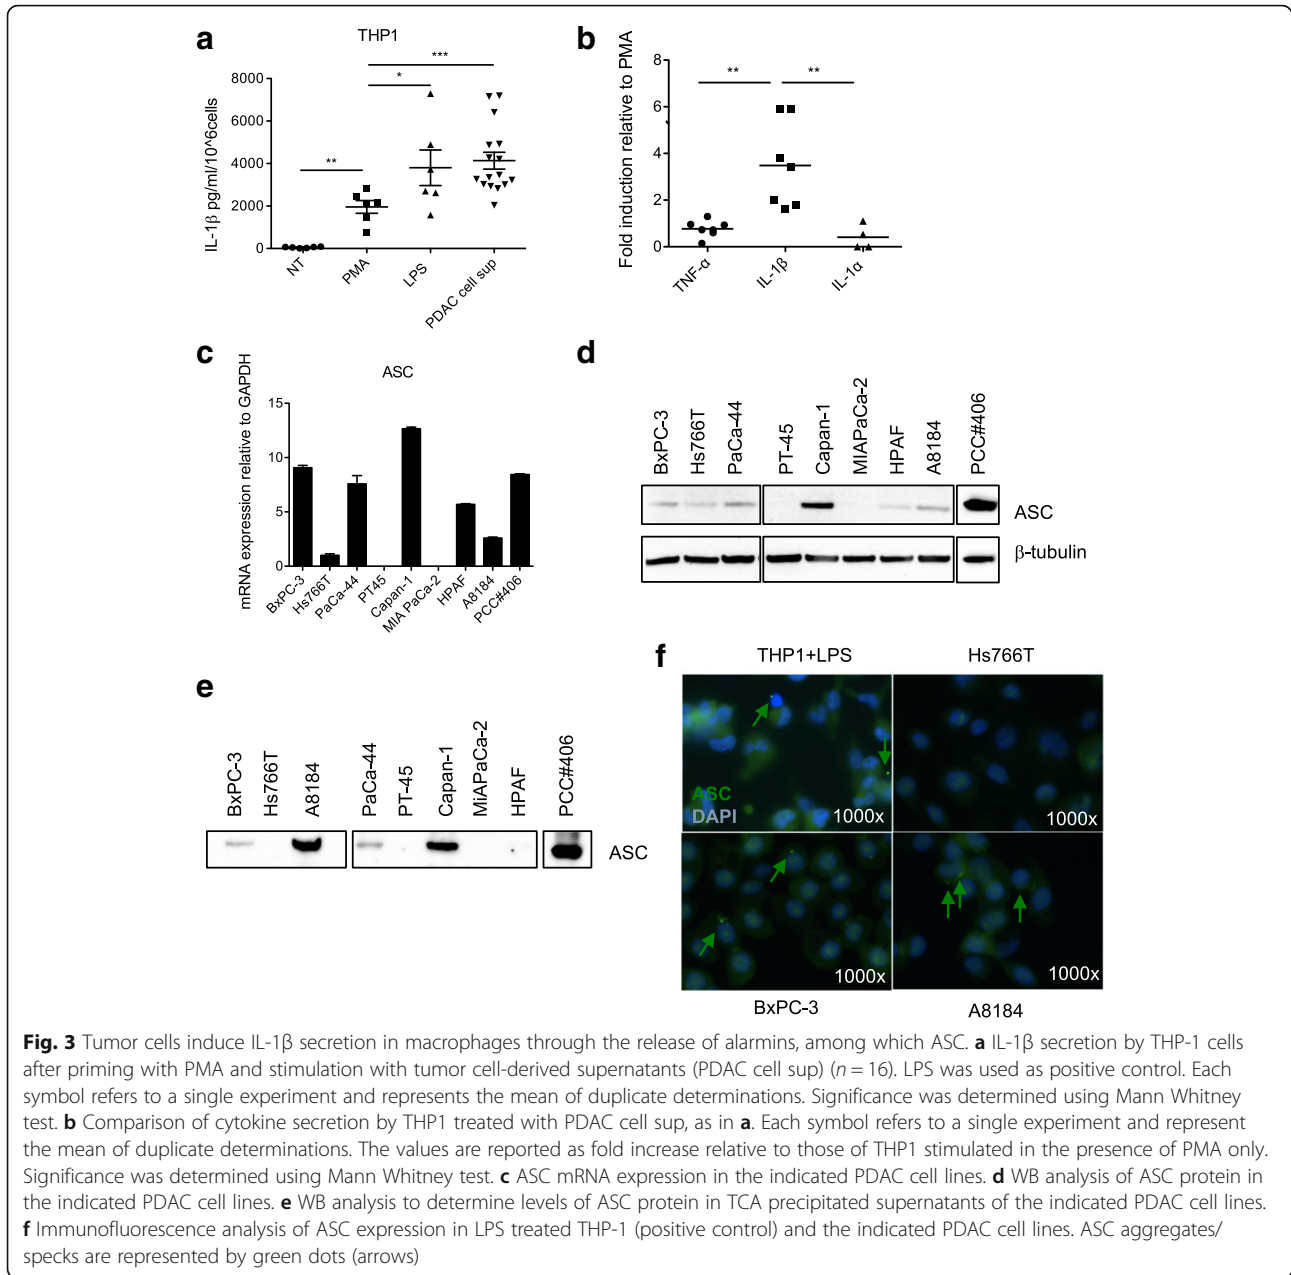 a
THP1
***
*
**
IL-1β pg/ml/10^6cells
8000
6000
4000
2000
0
NT
PMA
LPS
PDAC cell sup
b
**
**
Fold induction relative to PMA
8
6
4
2
0
TNF-α
IL-1β
IL-1α
c
ASC
mRNA expression relative to GAPDH
15
10
5
0
BxPC-3
Hs766T
PaCa-44
PT45
Capan-1
MIA PaCa-2
HPAF
A8184
PCC#406
d
BxPC-3
Hs766T
PaCa-44
PT-45
Capan-1
MIAPaCa-2
HPAF
A8184
PCC#406
ASC
β-tubulin
e
BxPC-3
Hs766T
A8184
PaCa-44
PT-45
Capan-1
MiAPaCa-2
HPAF
PCC#406
ASC
f
THP1+LPS
Hs766T
ASC
DAPI
1000x
1000x
1000x
1000x
BxPC-3
A8184
Fig. 3 Tumor cells induce IL-1β secretion in macrophages through the release of alarmins, among which ASC. a IL-1β secretion by THP-1 cells
after priming with PMA and stimulation with tumor cell-derived supernatants (PDAC cell sup) (n = 16). LPS was used as positive control. Each
symbol refers to a single experiment and represents the mean of duplicate determinations. Significance was determined using Mann Whitney
test. b Comparison of cytokine secretion by THP1 treated with PDAC cell sup, as in a. Each symbol refers to a single experiment and represent
the mean of duplicate determinations. The values are reported as fold increase relative to those of THP1 stimulated in the presence of PMA only.
Significance was determined using Mann Whitney test. c ASC mRNA expression in the indicated PDAC cell lines. d WB analysis of ASC protein in
the indicated PDAC cell lines. e WB analysis to determine levels of ASC protein in TCA precipitated supernatants of the indicated PDAC cell lines.
f Immunofluorescence analysis of ASC expression in LPS treated THP-1 (positive control) and the indicated PDAC cell lines. ASC aggregates/
specks are represented by green dots (arrows)